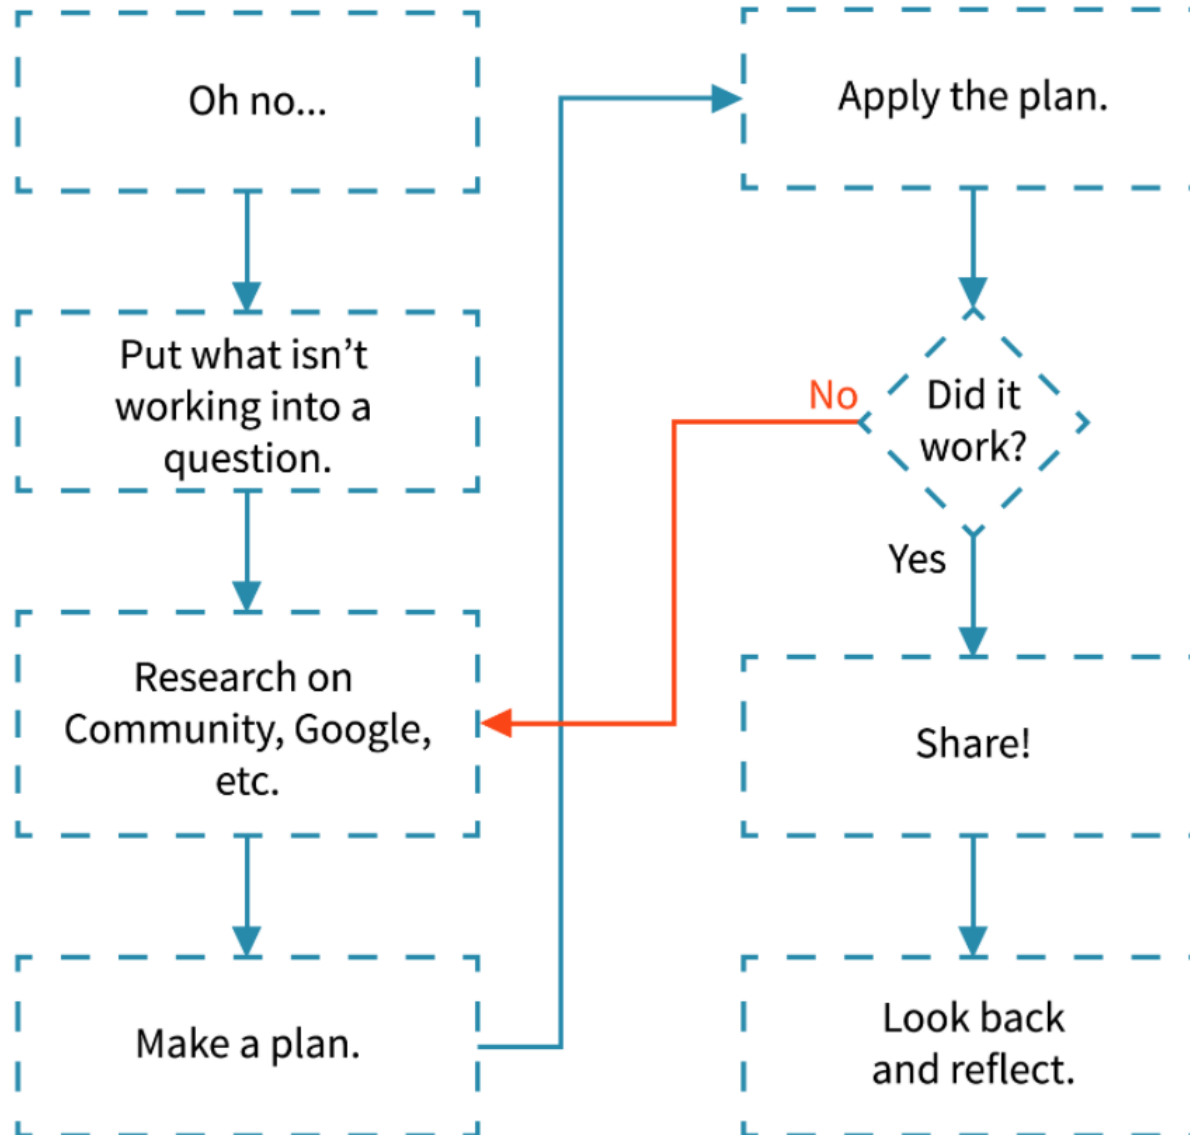 Oh no...
Put what isn’t
working into a
question.
Research on
Community, Google,
etc.
Make a plan.
Apply the plan.
Did it
work?
No
Yes
Share!
Look back
and reflect.